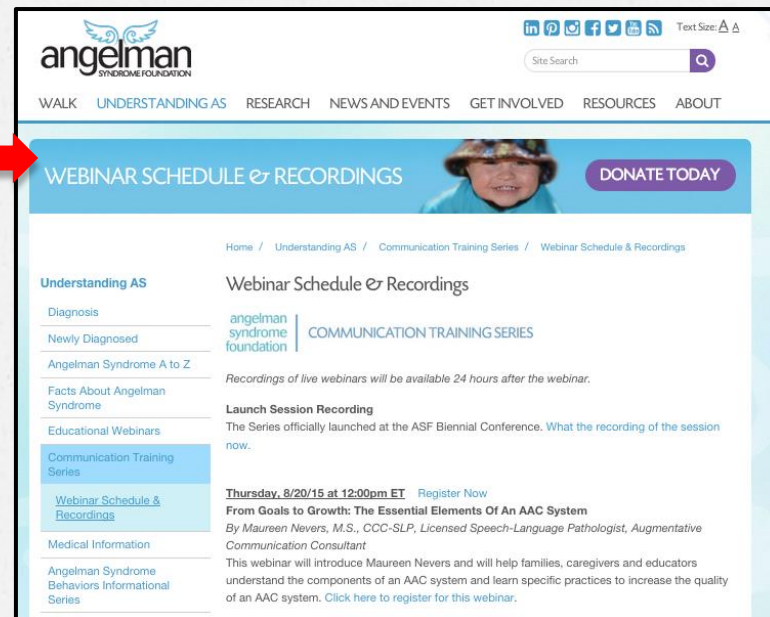 angelman
SYNDROME FOUNDATION
Text Size: A A
Site Search
WALK UNDERSTANDING AS RESEARCH NEWS AND EVENTS GET INVOLVED RESOURCES ABOUT
WEBINAR SCHEDULE & RECORDINGS
DONATE TODAY
Home / Understanding AS / Communication Training Series / Webinar Schedule & Recordings
Understanding AS
Diagnosis
Newly Diagnosed
Angelman Syndrome A to Z
Facts About Angelman
Syndrome
Educational Webinars
Communication Training
Series
Webinar Schedule &
Recordings
Medical Information
Angelman Syndrome
Behaviors Informational
Series
Webinar Schedule & Recordings
angelman
syndrome
foundation
COMMUNICATION TRAINING SERIES
Recordings of live webinars will be available 24 hours after the webinar.
Launch Session Recording
The Series officially launched at the ASF Biennial Conference. What the recording of the session
now.
Thursday, 8/20/15 at 12:00pm ET Register Now
From Goals to Growth: The Essential Elements Of An AAC System
By Maureen Nevers, M.S., CCC-SLP, Licensed Speech-Language Pathologist, Augmentative
Communication Consultant
This webinar will introduce Maureen Nevers and will help families, caregivers and educators
understand the components of an AAC system and learn specific practices to increase the quality
of an AAC system. Click here to register for this webinar.